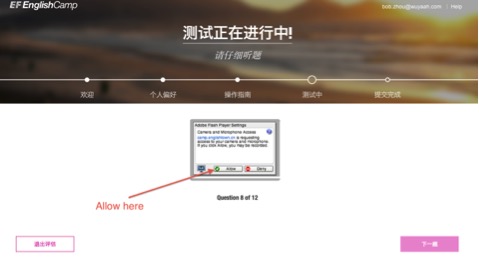 EF EnglishCamp
bob.zhou@wuyash.com | Help
测试正在进行中!
请仔细听题
欢迎
个人偏好
操作指南
测试中
提交完成
Adobe Flash Player Settings
Camera and Microphone Access
camp.englishtown.cn is requesting
access to your camera and microphone.
If you click Allow, you may be recorded.
Allow
Deny
Allow here
Question 8 of 12
退出评估
下一题